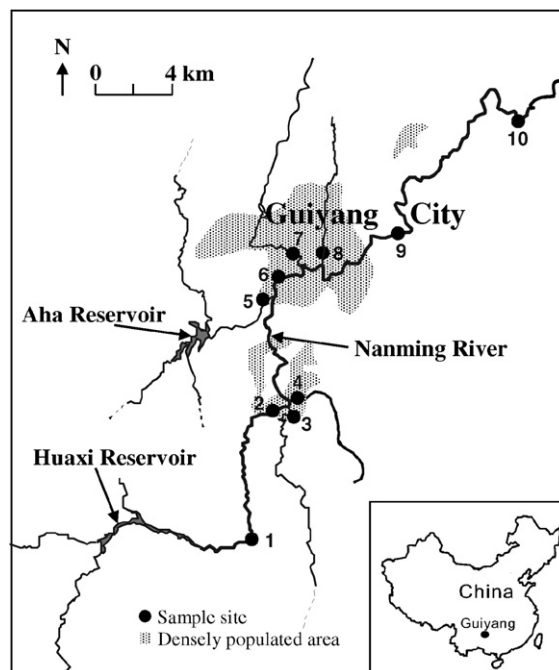 N
0 4 km
10
Guiyang City
7
8
9
6
5
Aha Reservoir
Nanming River
4
2
3
Huaxi Reservoir
1
China
Guiyang
Sample site
Densely populated area